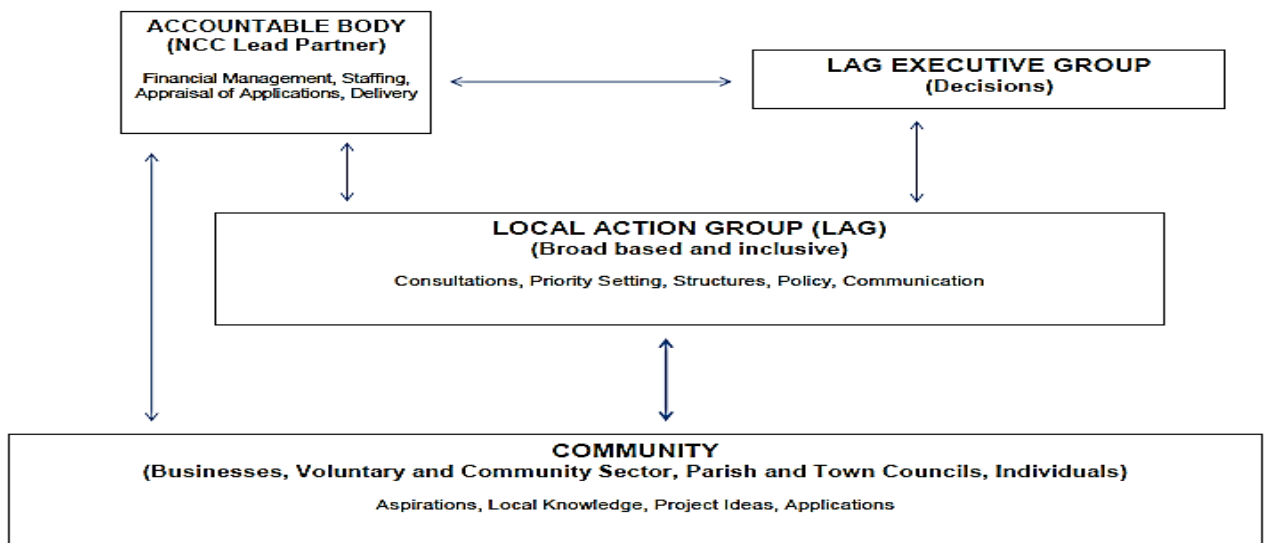 ACCOUNTABLE BODY
(NCC Lead Partner)
Financial Management, Staffing,
Appraisal of Applications, Delivery
LAG EXECUTIVE GROUP
(Decisions)
LOCAL ACTION GROUP (LAG)
(Broad based and inclusive)
Consultations, Priority Setting, Structures, Policy, Communication
COMMUNITY
(Businesses, Voluntary and Community Sector, Parish and Town Councils, Individuals)
Aspirations, Local Knowledge, Project Ideas, Applications